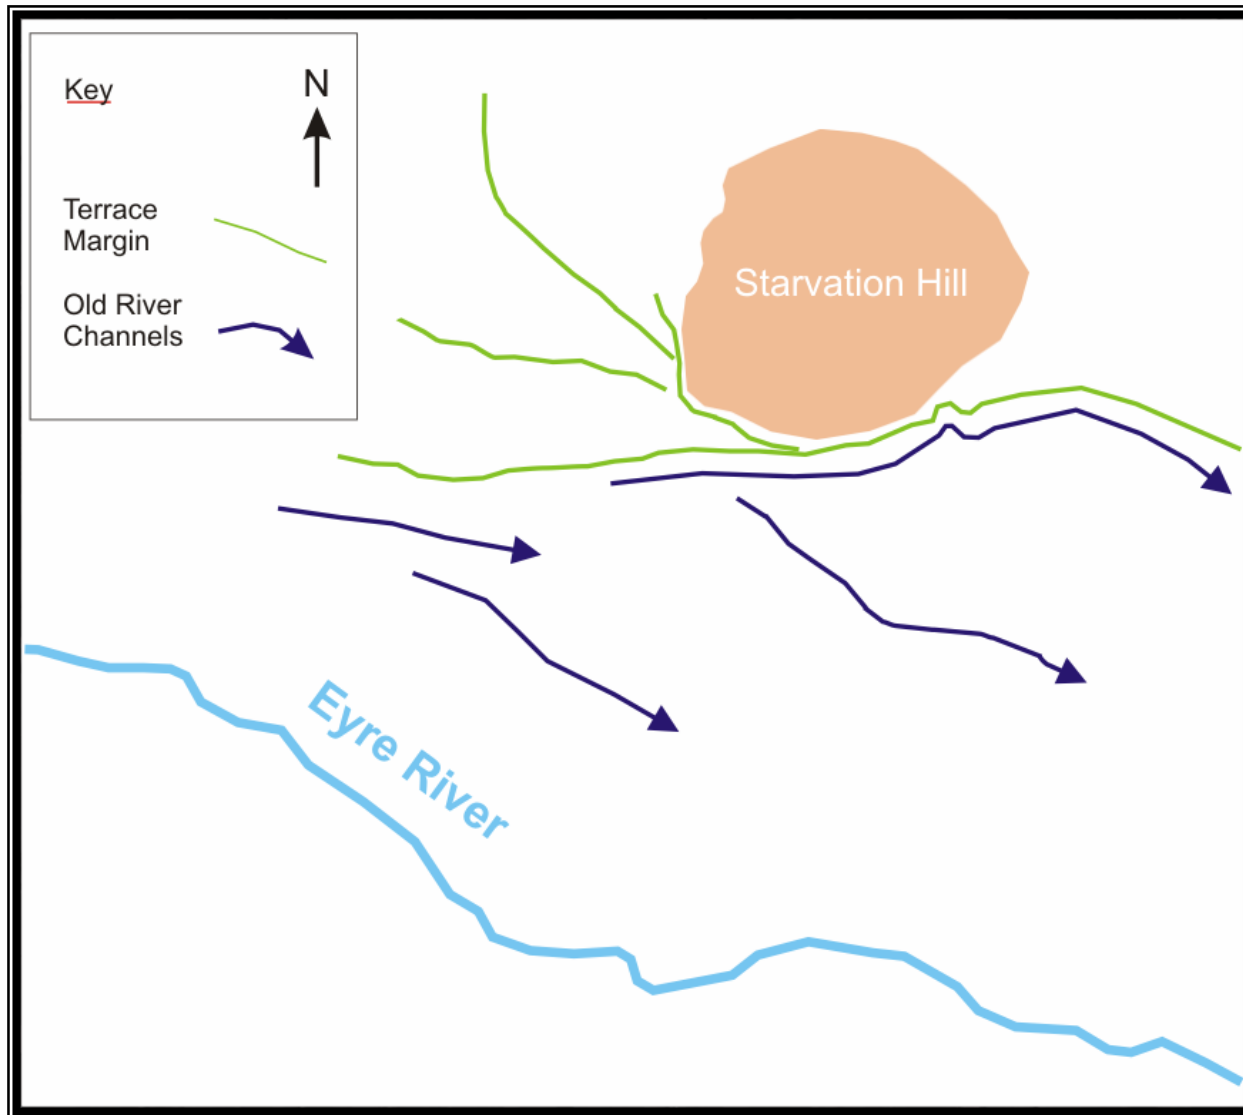 Key
N
Terrace
Margin
Old River
Channels
Starvation Hill
Eyre River